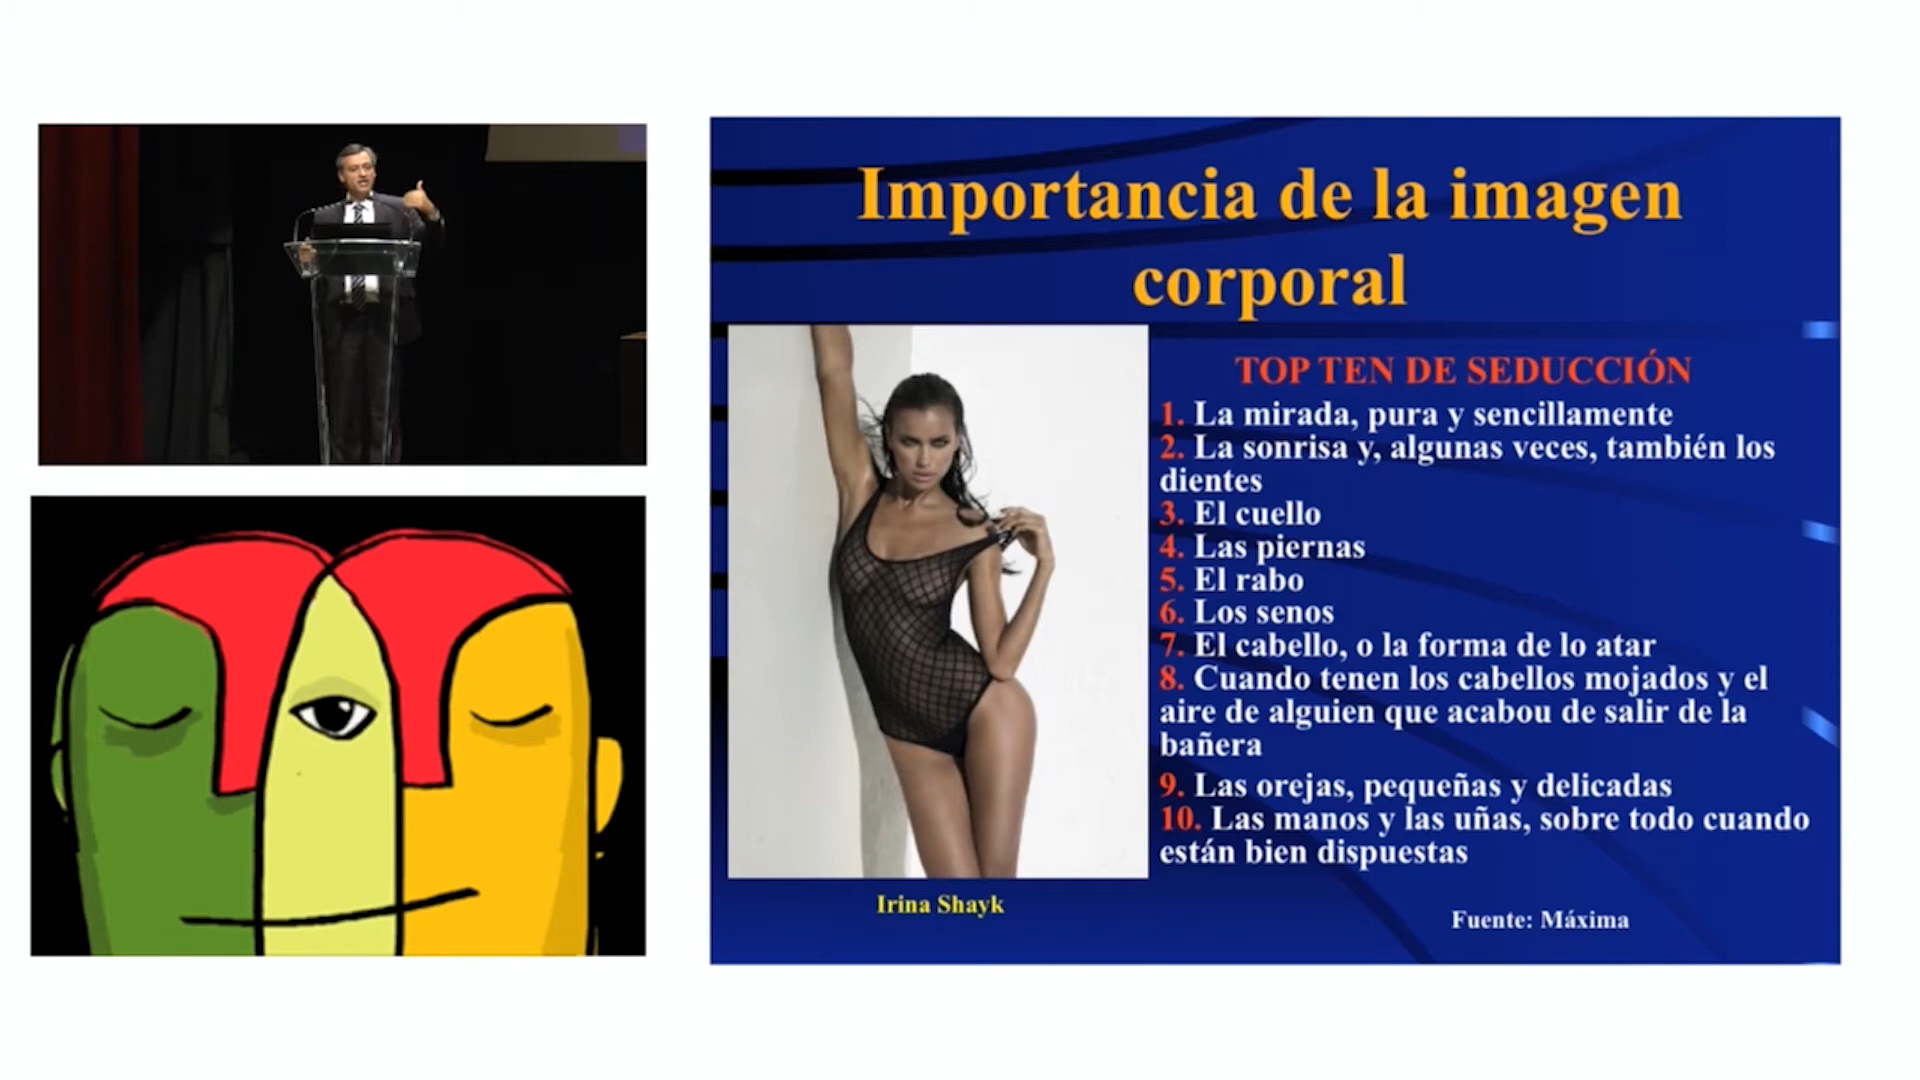 Importancia de la imagen
corporal
TOP TEN DE SEDUCCIÓN
1. La mirada, pura y sencillamente
2. La sonrisa y, algunas veces, también los
dientes
3. El cuello
4. Las piernas
5. El rabo
6. Los senos
7. El cabello, o la forma de lo atar
8. Cuando tenen los cabellos mojados y el
aire de alguien que acabou de salir de la
bañera
9. Las orejas, pequeñas y delicadas
10. Las manos y las uñas, sobre todo cuando
están bien dispuestas
Irina Shayk
Fuente: Máxima